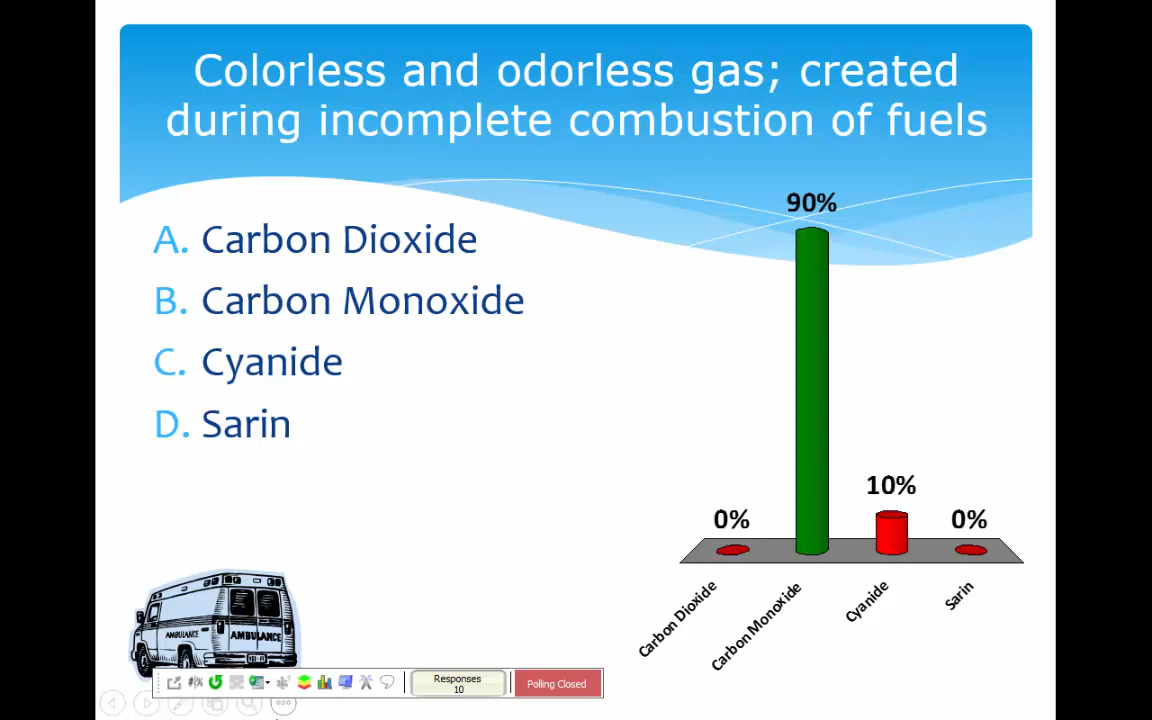 Colorless and odorless gas; created
during incomplete combustion of fuels
A. Carbon Dioxide
B. Carbon Monoxide
C. Cyanide
D. Sarin
90%
10%
0%
0%
Carbon Dioxide
Carbon Monoxide
Cyanide
Sarin
AMBULANCE
AMBULANCE
#|%
Responses
10
Polling Closed